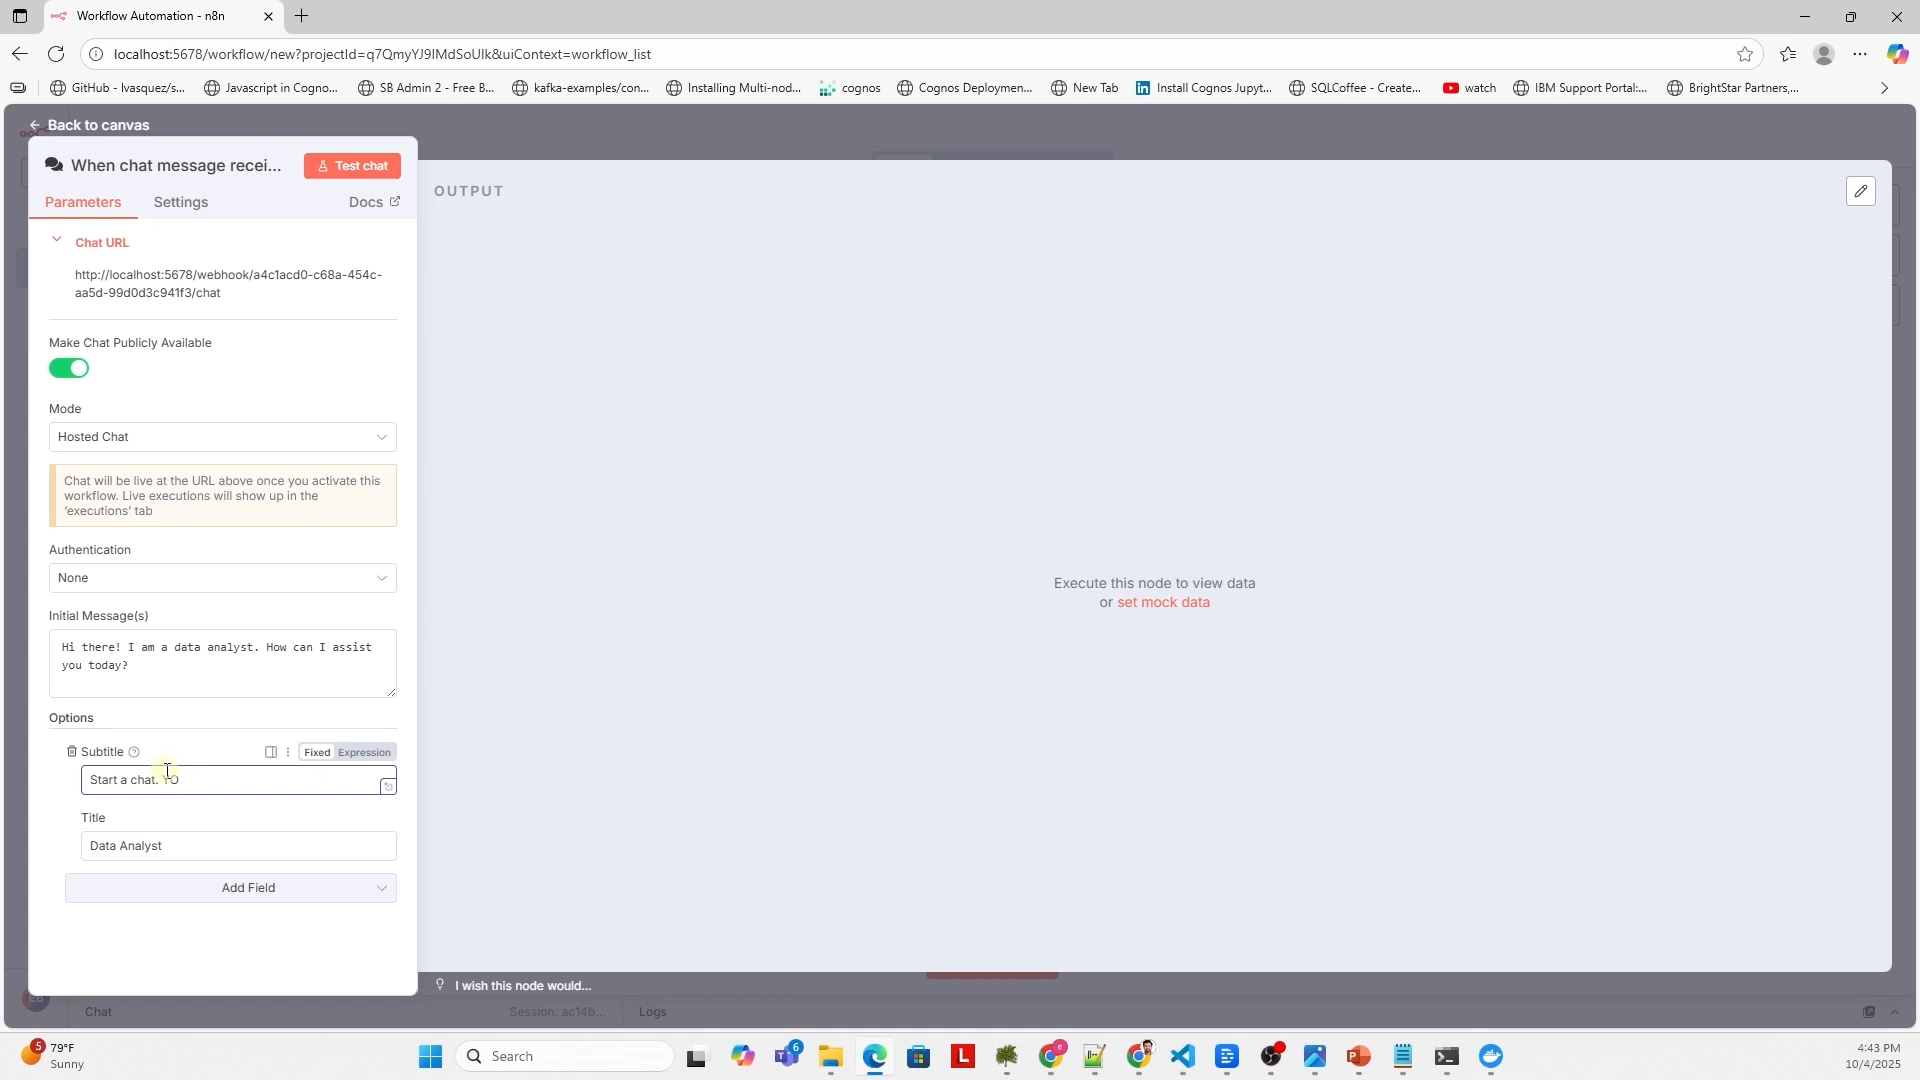 Workflow Automation - n8n
localhost:5678/workflow/new?projectId=q7QmyYJ9lMdSoUlk&uiContext=workflow_list
GitHub - lvasquez/s...
Javascript in Cogno...
SB Admin 2 - Free B...
kafka-examples/con...
Installing Multi-nod...
cognos
Cognos Deploymen...
New Tab
Install Cognos Jupyt...
SQLCoffee - Create...
watch
IBM Support Portal:...
BrightStar Partners,...
Back to canvas
When chat message recei...
Test chat
Parameters
Settings
Docs
OUTPUT
Chat URL
http://localhost:5678/webhook/a4c1acd0-c68a-454c-
aa5d-99d0d3c941f3/chat
Make Chat Publicly Available
Mode
Hosted Chat
Chat will be live at the URL above once you activate this
workflow. Live executions will show up in the
‘executions’ tab
Authentication
None
Initial Message(s)
Hi there! I am a data analyst. How can I assist
you today?
Options
Subtitle
Fixed
Expression
Start a chat. YO
Title
Data Analyst
Add Field
Execute this node to view data
or set mock data
I wish this node would...
Chat
Session: ac14b...
Logs
5
79°F
Sunny
Search
6
L
4:43 PM
10/4/2025